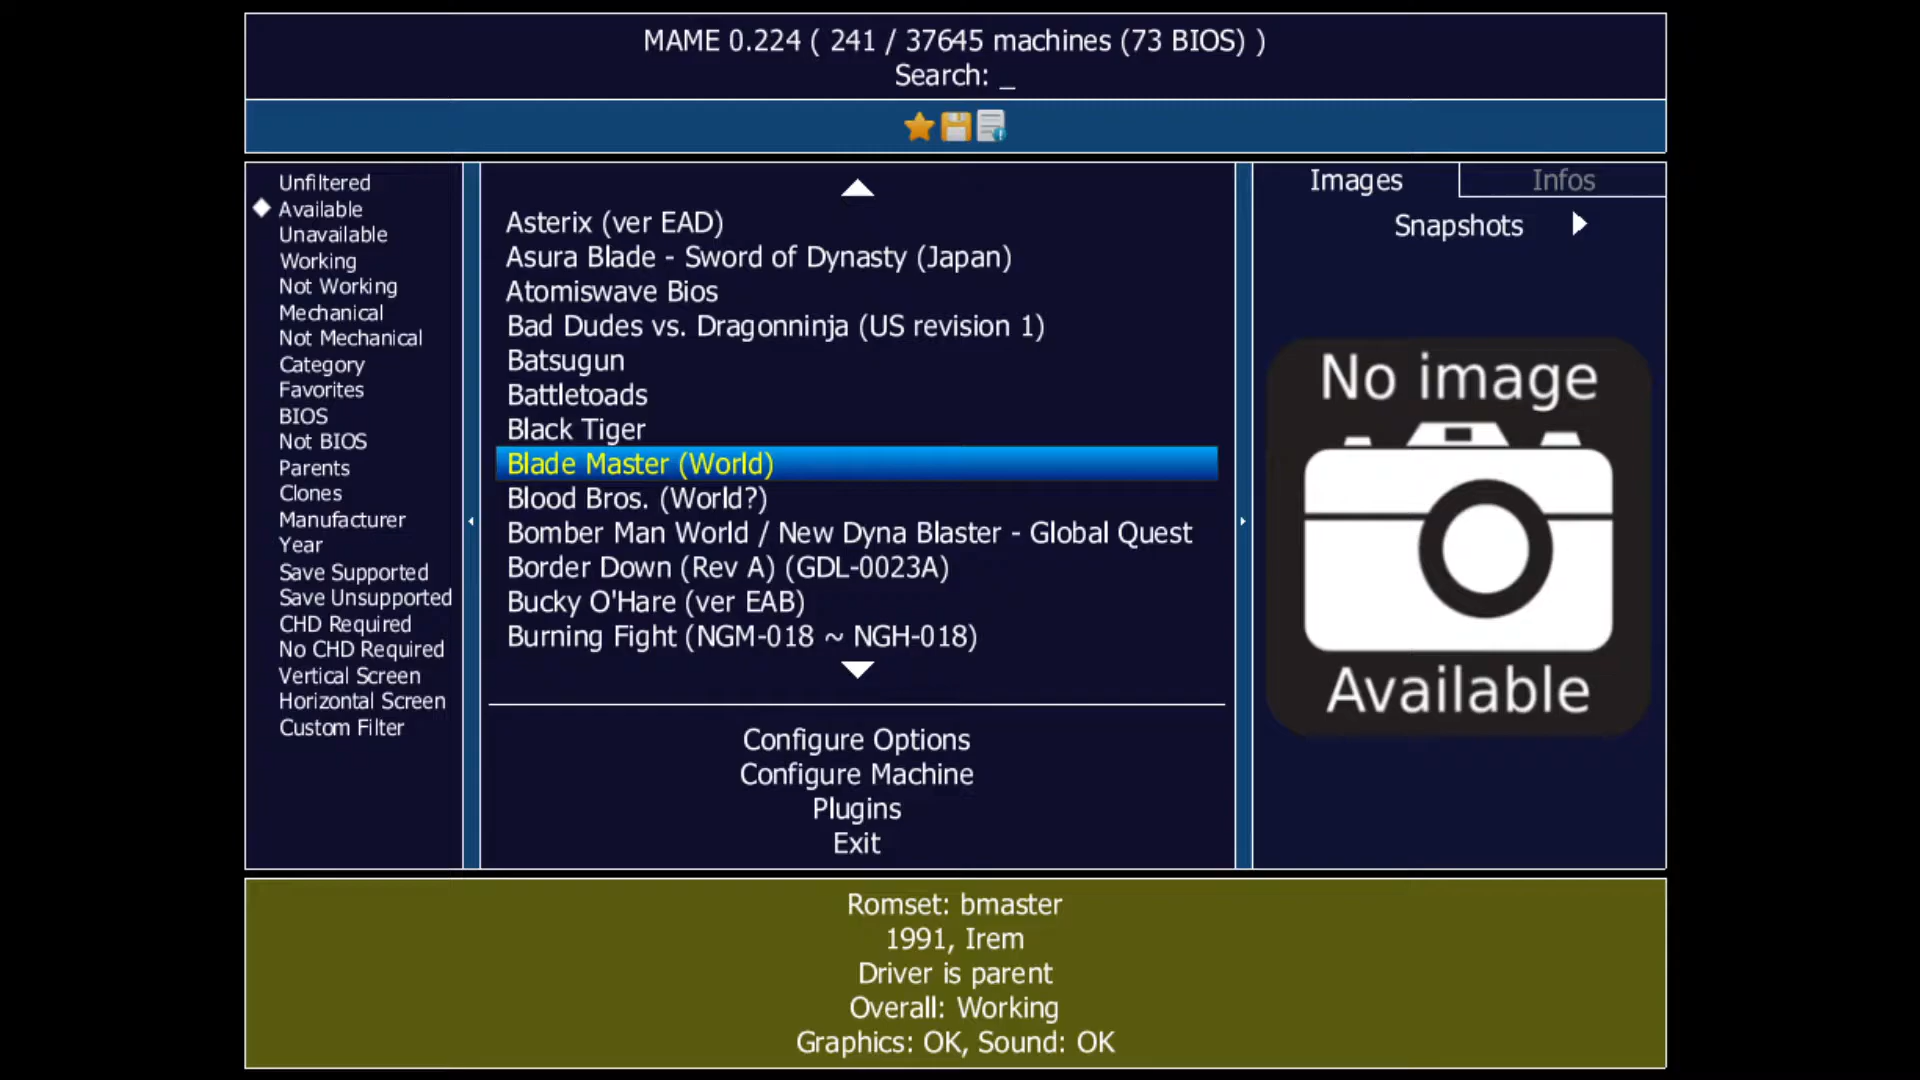 MAME 0.224 ( 241 / 37645 machines (73 BIOS) )
Search: _
Unfiltered
Available
Unavailable
Working
Not Working
Mechanical
Not Mechanical
Category
Favorites
BIOS
Not BIOS
Parents
Clones
Manufacturer
Year
Save Supported
Save Unsupported
CHD Required
No CHD Required
Vertical Screen
Horizontal Screen
Custom Filter
Asterix (ver EAD)
Asura Blade - Sword of Dynasty (Japan)
Atomiswave Bios
Bad Dudes vs. Dragonninja (US revision 1)
Batsugun
Battletoads
Black Tiger
Blade Master (World)
Blood Bros. (World?)
Bomber Man World / New Dyna Blaster - Global Quest
Border Down (Rev A) (GDL-0023A)
Bucky O'Hare (ver EAB)
Burning Fight (NGM-018 ~ NGH-018)
Configure Options
Configure Machine
Plugins
Exit
Images
Infos
Snapshots
No image
Available
Romset: bmaster
1991, Irem
Driver is parent
Overall: Working
Graphics: OK, Sound: OK